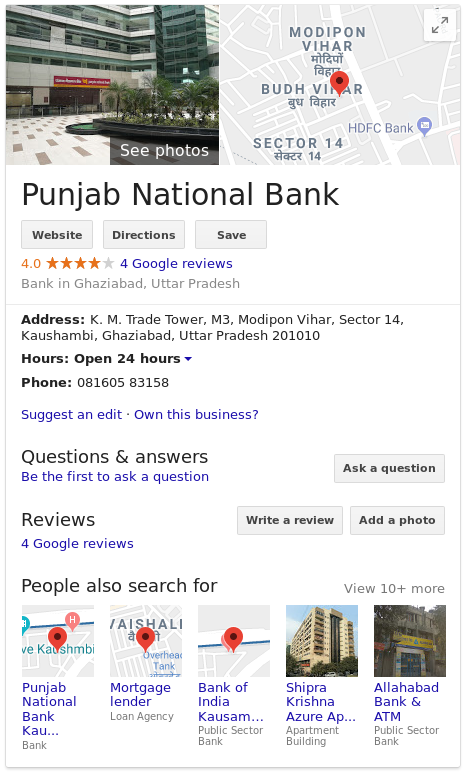 See photos
MODIPON
VIHAR
मोदिपों
विहार
BUDH VIHAR
बुध विहार
HDFC Bank
SECTOR 14
सेक्टर 14
Punjab National Bank
Website Directions Save
4.0 ★★★★★ 4 Google reviews
Bank in Ghaziabad, Uttar Pradesh
Address: K. M. Trade Tower, M3, Modipon Vihar, Sector 14,
Kaushambi, Ghaziabad, Uttar Pradesh 201010
Hours: Open 24 hours
Phone: 081605 83158
Suggest an edit · Own this business?
Questions & answers
Be the first to ask a question
Ask a question
Reviews
Write a review Add a photo
4 Google reviews
People also search for
View 10+ more
H
ve Kaushmbi
VAISHALI
Overhead
Tank
Punjab
National
Bank
Kau...
Bank
Mortgage
lender
Loan Agency
Bank of
India
Kausam...
Public Sector
Bank
Shipra
Krishna
Azure Ap...
Apartment
Building
Allahabad
Bank &
ATM
Public Sector
Bank